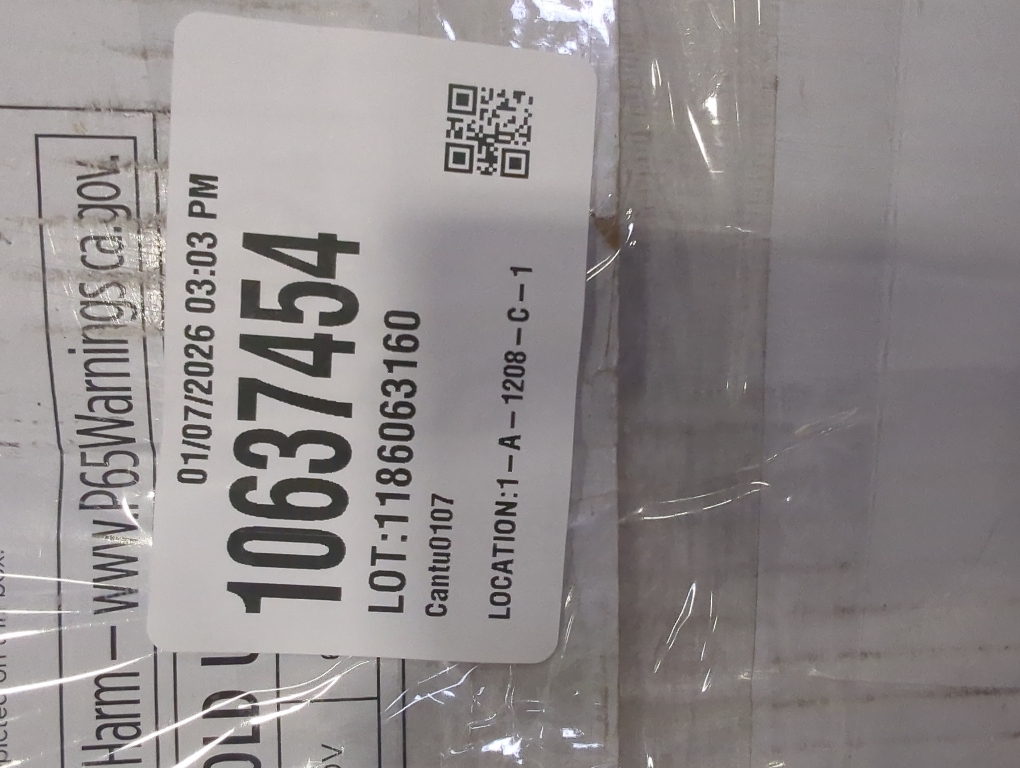 01/07/2026 03:03 PM
10637454
LOT:1186063160
Cantu0107
LOCATION:1-A-1208-C-1
Harm – www.P65Warnings.ca.gov.
OLD